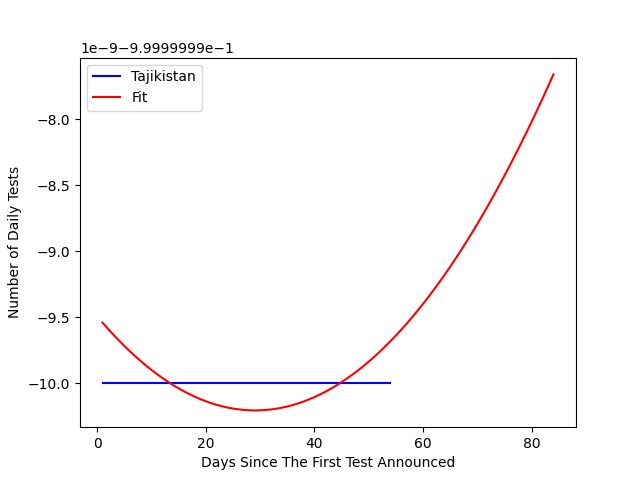 1e−9−9.9999999e−1
Tajikistan
Fit
−8.0
−8.5
−9.0
−9.5
−10.0
Number of Daily Tests
0 20 40 60 80
Days Since The First Test Announced